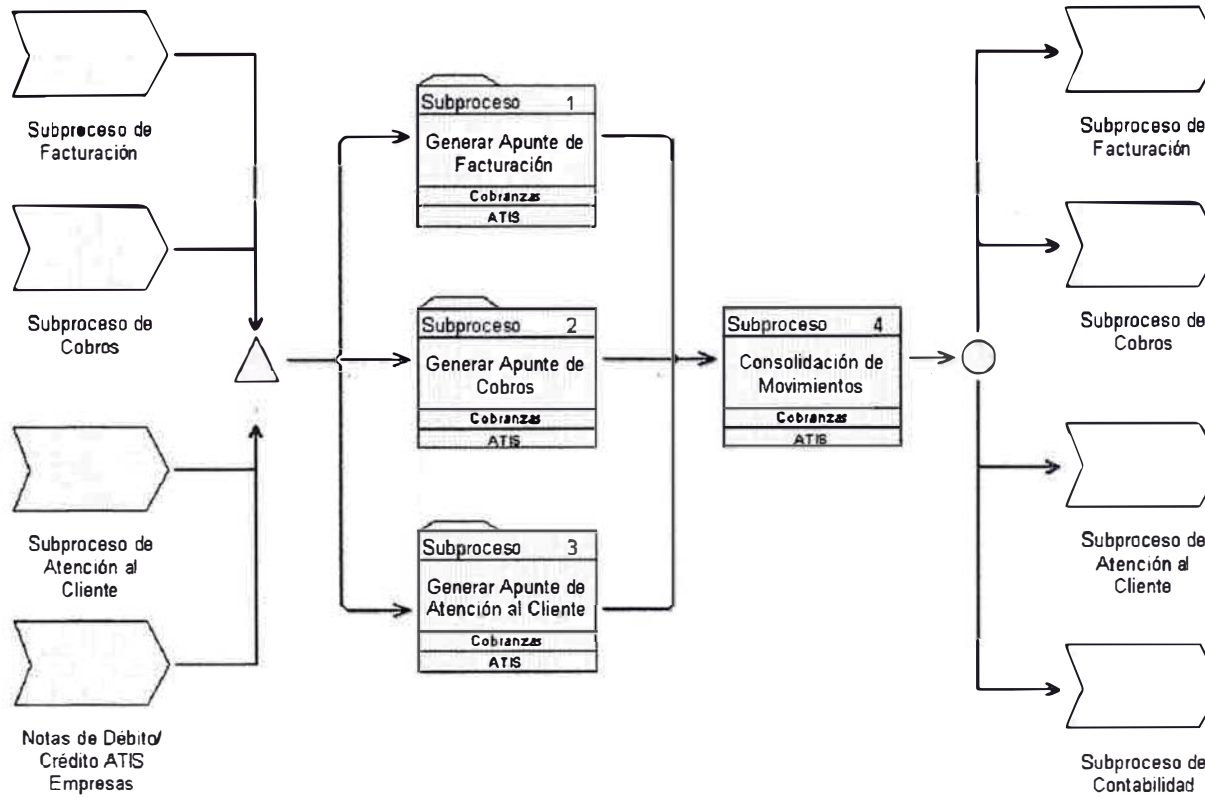 Subproceso de
Facturación
Subproceso de
Cobros
Subproceso de
Atención al
Cliente
Notas de Débito/
Crédito ATIS
Empresas
Subproceso 1
Generar Apunte de
Facturación
Cobranzas
ATIS
Subproceso 2
Generar Apunte de
Cobros
Cobranzas
ATIS
Subproceso 3
Generar Apunte de
Atención al Cliente
Cobranzas
ATIS
Subproceso 4
Consolidación de
Movimientos
Cobranzas
ATIS
Subproceso de
Facturación
Subproceso de
Cobros
Subproceso de
Atención al
Cliente
Subproceso de
Contabilidad